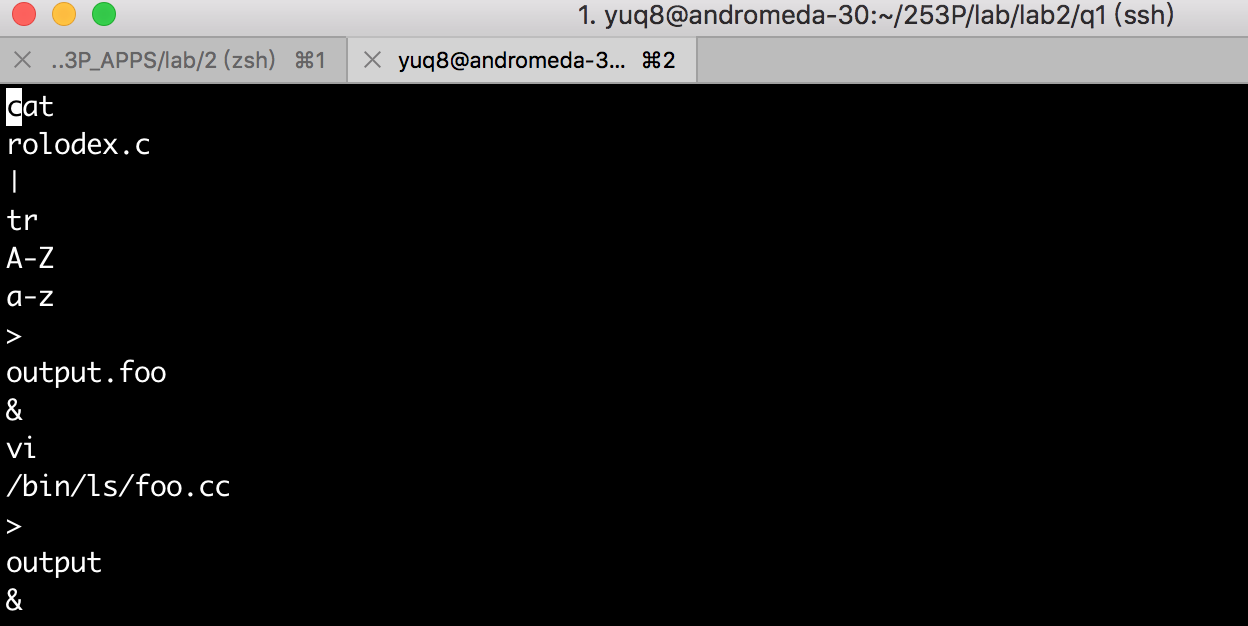 1. yuq8@andromeda-30:~/253P/lab/lab2/q1 (ssh)
..3P_APPS/lab/2 (zsh) ⌘1 yuq8@andromeda-3... ⌘2
cat
rolodex.c
|
tr
A-Z
a-z
>
output.foo
&
vi
/bin/ls/foo.cc
>
output
&